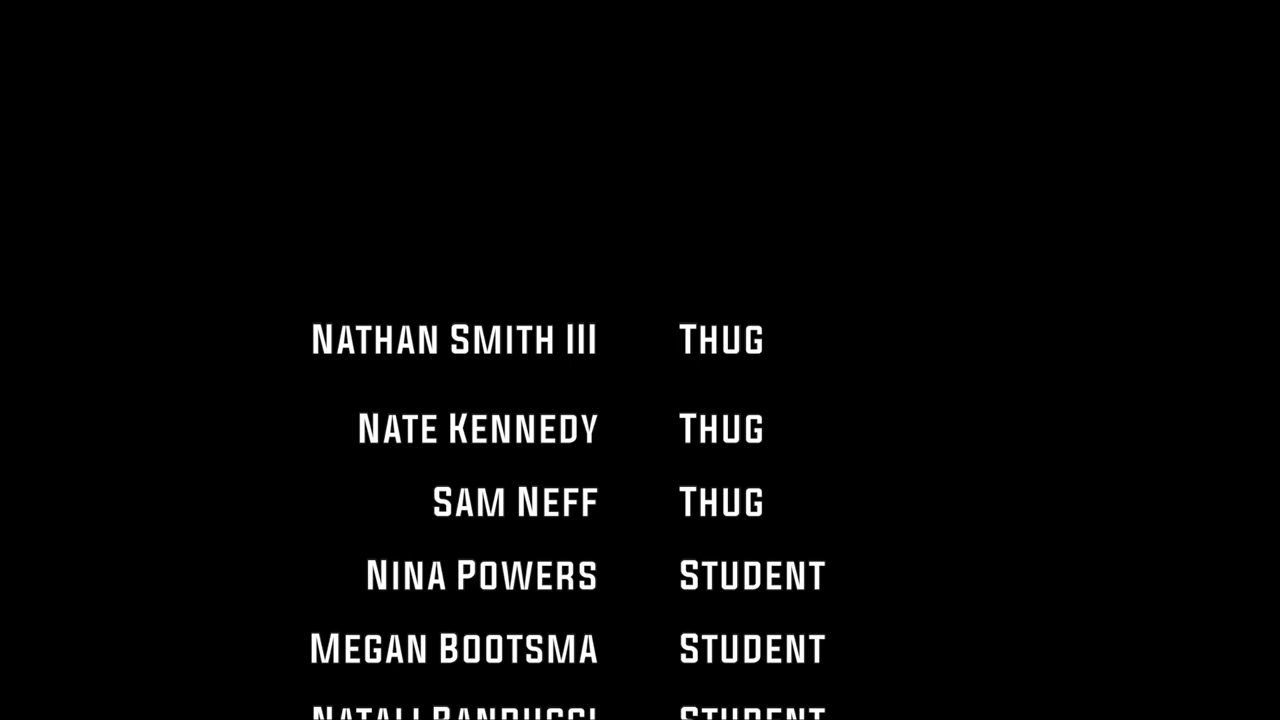 Nathan Smith III Thug
Nate Kennedy Thug
Sam Neff Thug
Nina Powers Student
Megan Bootsma Student
Student